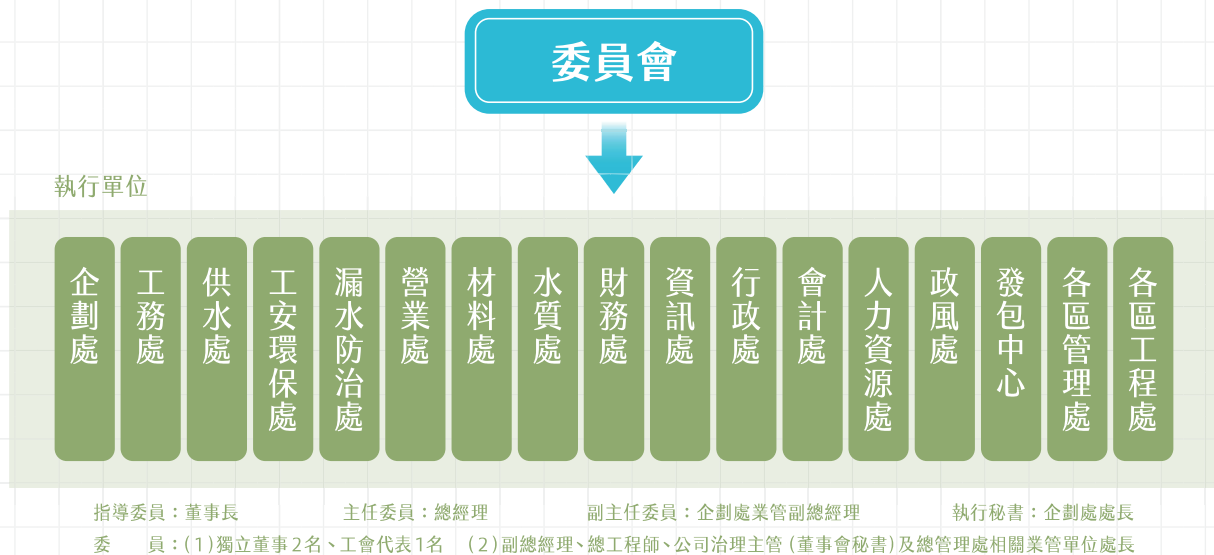 委員會
執行單位
企劃處
工務處
供水處
工安環保處
漏水防治處
營業處
材料處
水質處
財務處
資訊處
行政處
會計處
人力資源處
政風處
發包中心
各區管理處
各區工程處
指導委員：董事長　主任委員：總經理　副主任委員：企劃處業管副總經理　執行秘書：企劃處處長
委　員：(1)獨立董事2名、工會代表1名　(2)副總經理、總工程師、公司治理主管(董事會秘書)及總管理處相關業管單位處長